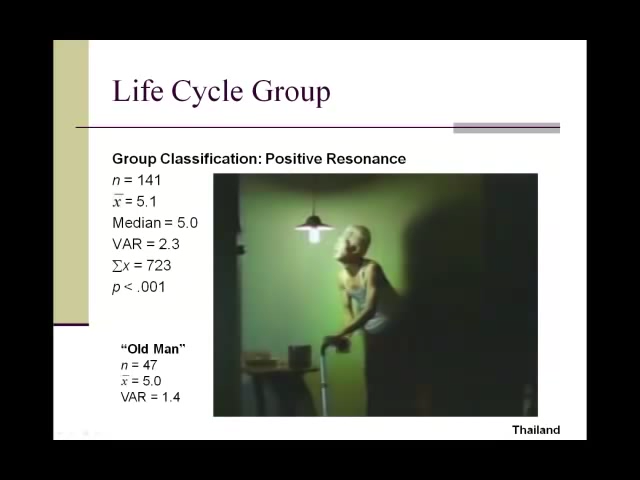 Life Cycle Group
Group Classification: Positive Resonance
n = 141
x̅ = 5.1
Median = 5.0
VAR = 2.3
∑x = 723
p < .001
“Old Man”
n = 47
x̅ = 5.0
VAR = 1.4
Thailand